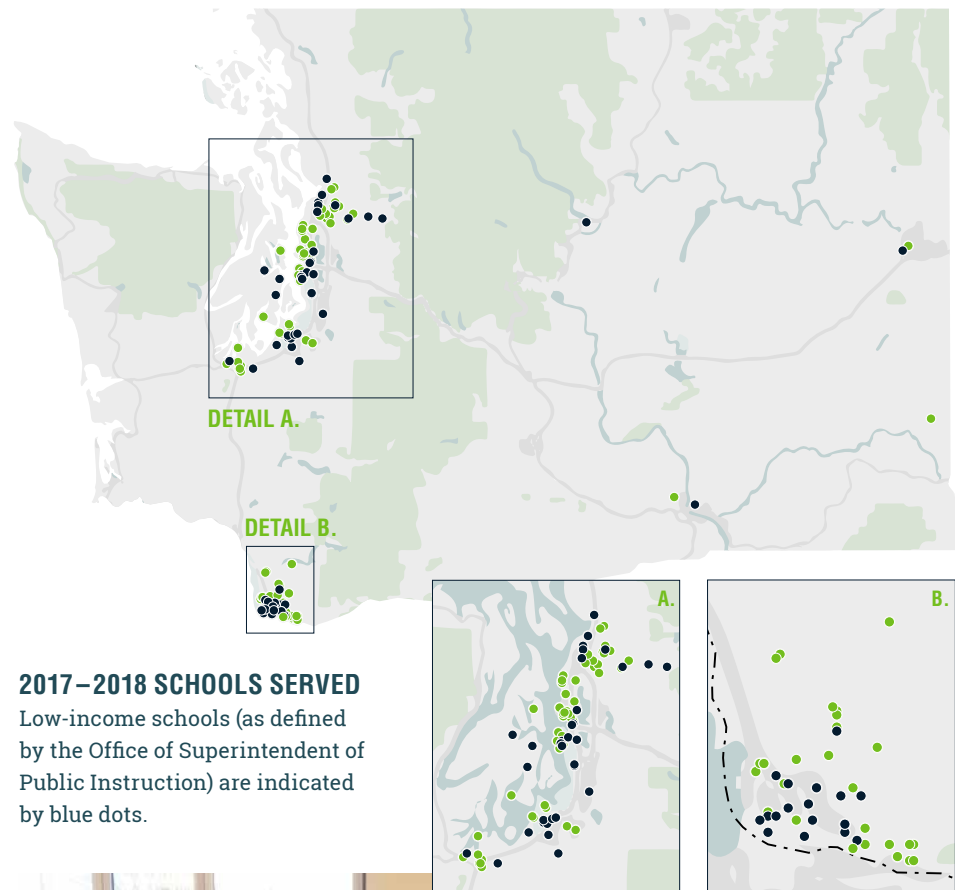 DETAIL A.
DETAIL B.
A.
B.
2017–2018 SCHOOLS SERVED
Low-income schools (as defined
by the Office of Superintendent of
Public Instruction) are indicated
by blue dots.